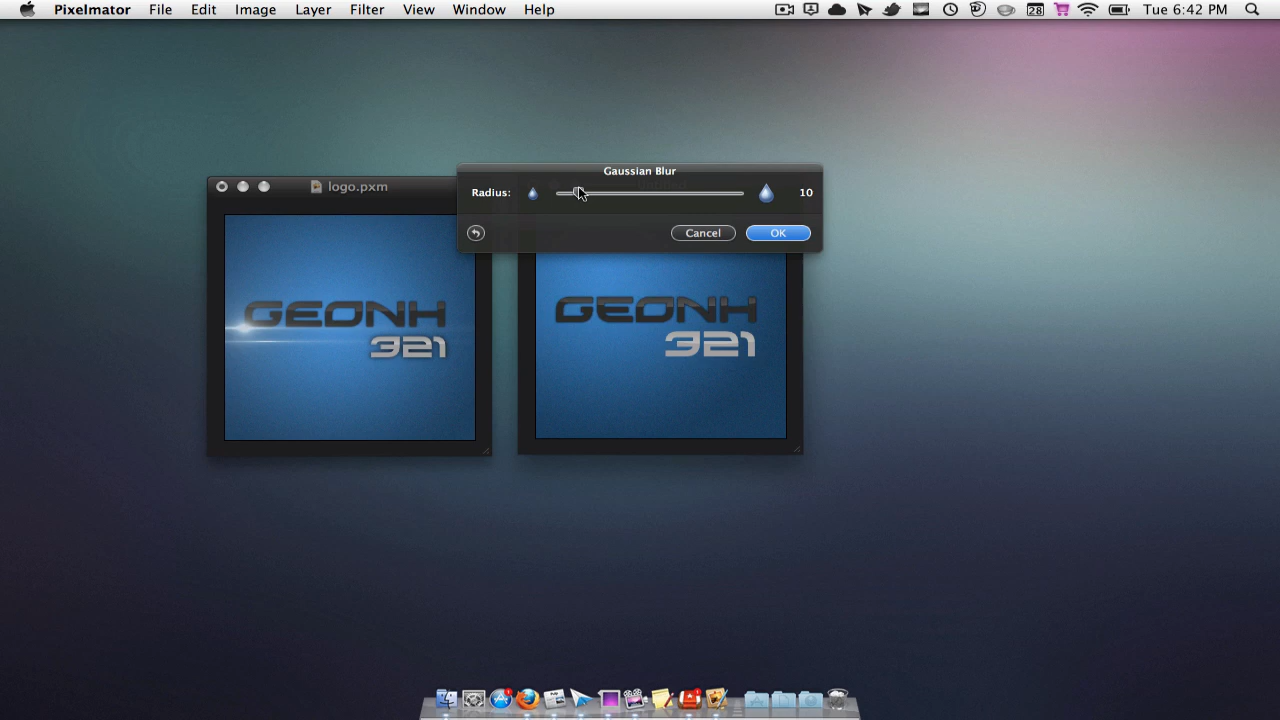 Pixelmator File Edit Image Layer Filter View Window Help 28 Tue 6:42 PM
Gaussian Blur
Radius: 10
Cancel OK
logo.pxm
GEONH
321
GEONH
321